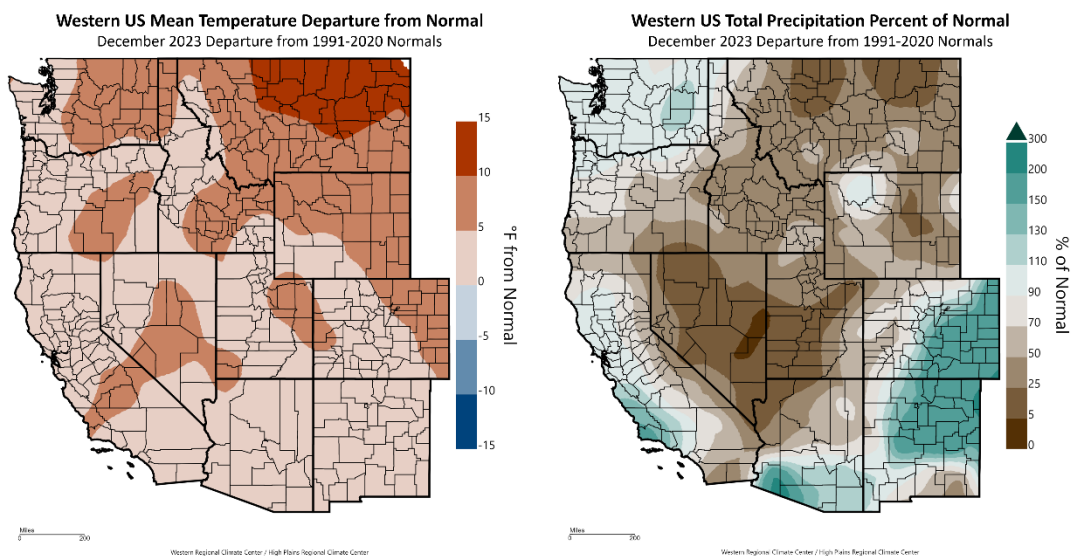 Western US Mean Temperature Departure from Normal
December 2023 Departure from 1991-2020 Normals
15
10
5
0
-5
-10
-15
°F from Normal
Miles
0 200
Western Regional Climate Center / High Plains Regional Climate Center
Western US Total Precipitation Percent of Normal
December 2023 Departure from 1991-2020 Normals
300
200
150
130
110
90
70
50
25
5
0
% of Normal
Miles
0 200
Western Regional Climate Center / High Plains Regional Climate Center